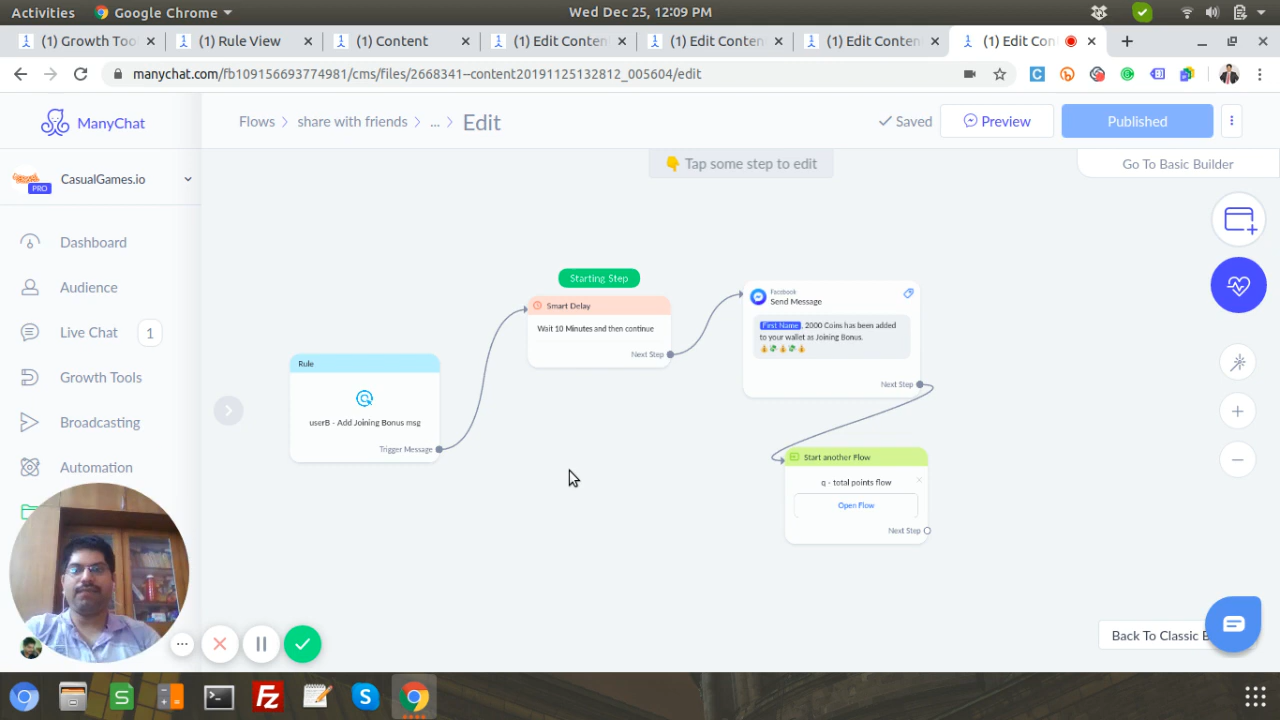 Activities Google Chrome Wed Dec 25, 12:09 PM
(1) Growth Too (1) Rule View (1) Content (1) Edit Conten (1) Edit Conten (1) Edit Conten (1) Edit Con
manychat.com/fb109156693774981/cms/files/2668341--content20191125132812_005604/edit
ManyChat
Flows share with friends ... Edit
Saved
Preview
Published
CasualGames.io
PRO
👇 Tap some step to edit
Go To Basic Builder
Dashboard
Audience
Live Chat 1
Growth Tools
Broadcasting
Automation
Rule
userB - Add Joining Bonus msg
Trigger Message
Starting Step
Smart Delay
Wait 10 Minutes and then continue
Next Step
Facebook
Send Message
First Name, 2000 Coins has been added
to your wallet as Joining Bonus.
💰💸💰💸💰
Next Step
Start another Flow
q - total points flow
Open Flow
Next Step
Back To Classic B